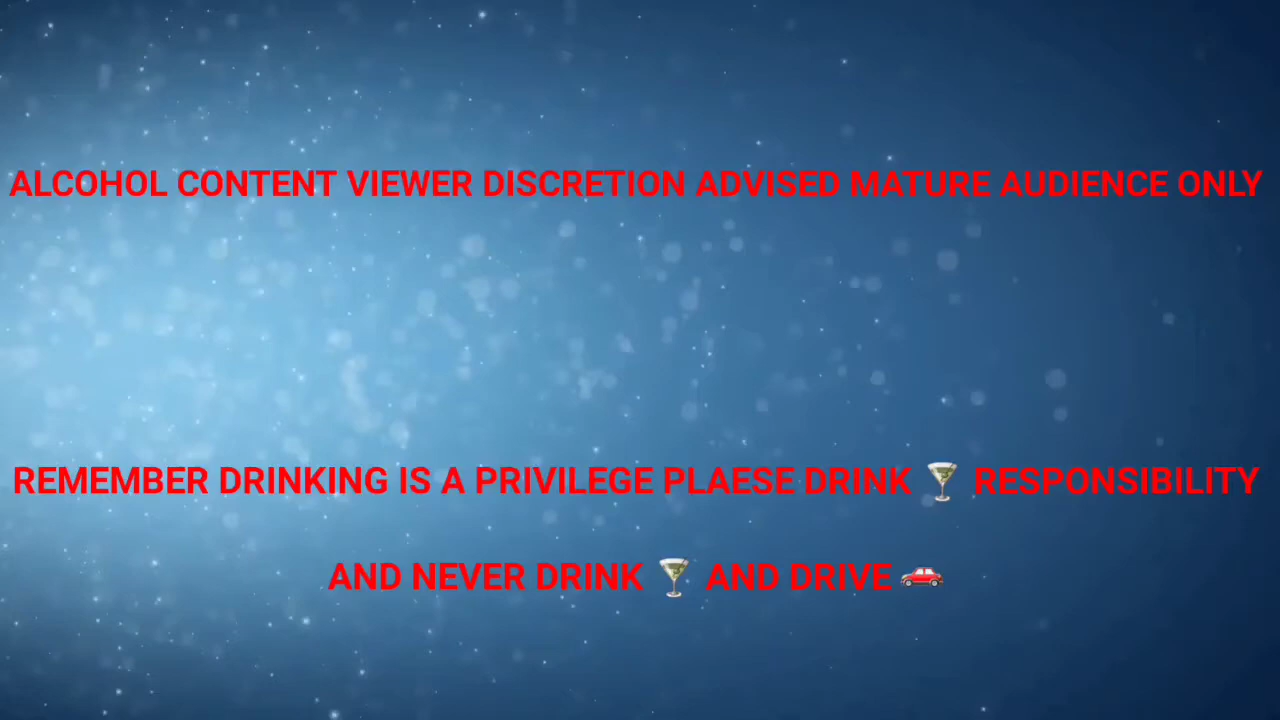 ALCOHOL CONTENT VIEWER DISCRETION ADVISED MATURE AUDIENCE ONLY
REMEMBER DRINKING IS A PRIVILEGE PLAESE DRINK 🍸 RESPONSIBILITY
AND NEVER DRINK 🍸 AND DRIVE 🚗